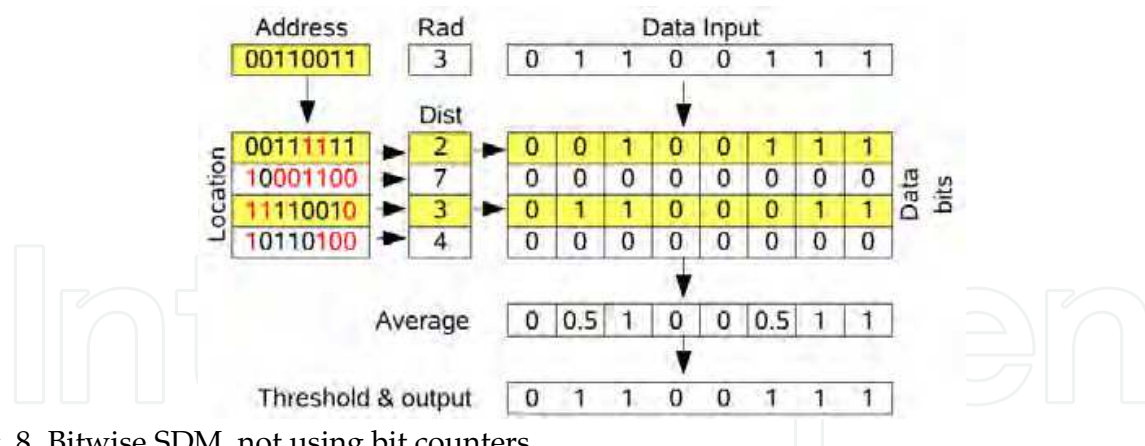 Address Rad Data Input
00110011 3 0 1 1 0 0 1 1 1
Dist
00111111 2 0 0 1 0 0 1 1 1
10001100 7 0 0 0 0 0 0 0 0
11110010 3 0 1 1 0 0 0 1 1
10110100 4 0 0 0 0 0 0 0 0
Location
Data
bits
Average 0 0.5 1 0 0 0.5 1 1
Threshold & output 0 1 1 0 0 1 1 1
8. Bitwise SDM, not using bit counters